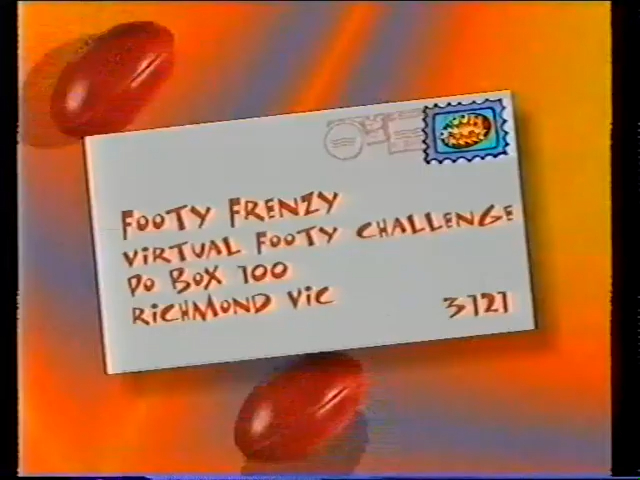 FOOTY FRENZY
VIRTUAL FOOTY CHALLENGE
PO BOX 100
RICHMOND VIC 3121